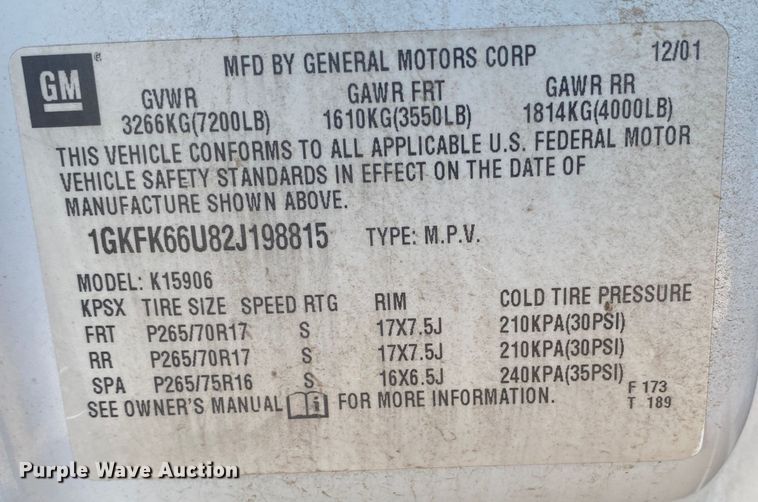 GM ®
MFD BY GENERAL MOTORS CORP 12/01
GVWR GAWR FRT GAWR RR
3266KG(7200LB) 1610KG(3550LB) 1814KG(4000LB)
THIS VEHICLE CONFORMS TO ALL APPLICABLE U.S. FEDERAL MOTOR
VEHICLE SAFETY STANDARDS IN EFFECT ON THE DATE OF
MANUFACTURE SHOWN ABOVE.
1GKFK66U82J198815 TYPE: M.P.V.
MODEL: K15906
KPSX TIRE SIZE SPEED RTG RIM COLD TIRE PRESSURE
FRT P265/70R17 S 17X7.5J 210KPA(30PSI)
RR P265/70R17 S 17X7.5J 210KPA(30PSI)
SPA P265/75R16 S 16X6.5J 240KPA(35PSI)
SEE OWNER'S MANUAL i FOR MORE INFORMATION.
F 173
T 189
Purple Wave Auction